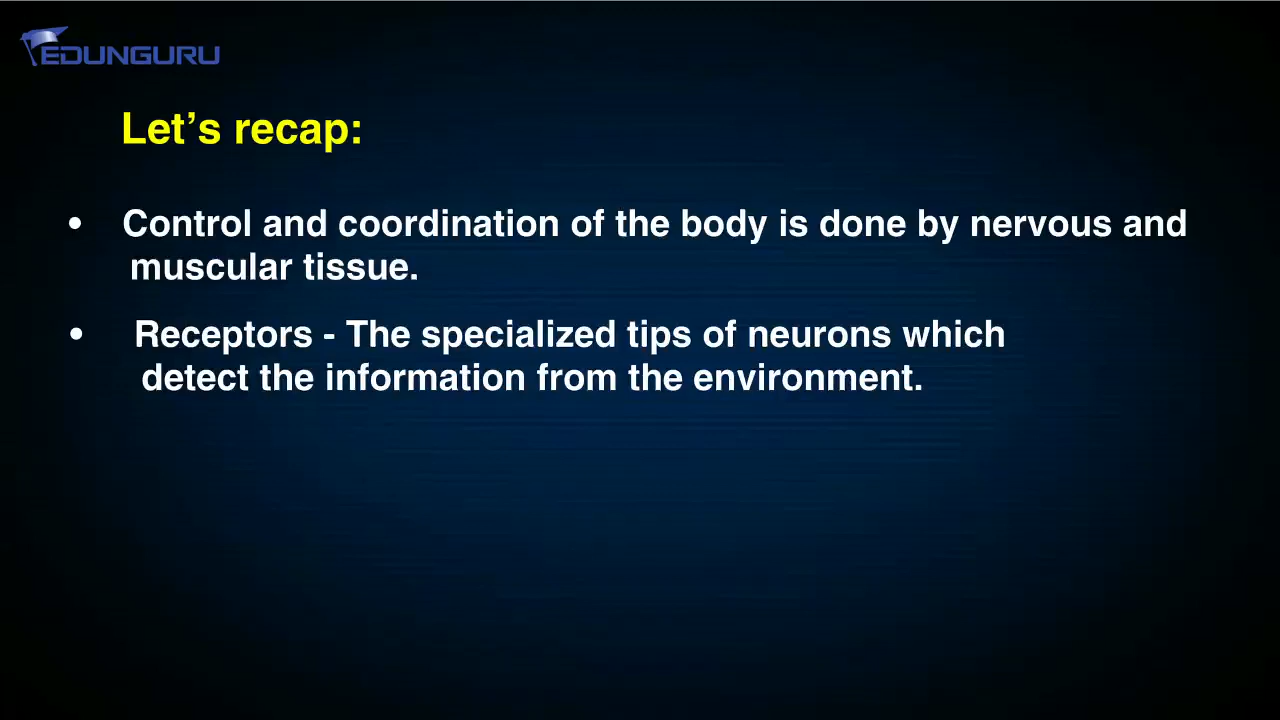 EDUNGURU
Let's recap:
• Control and coordination of the body is done by nervous and
muscular tissue.
• Receptors - The specialized tips of neurons which
detect the information from the environment.